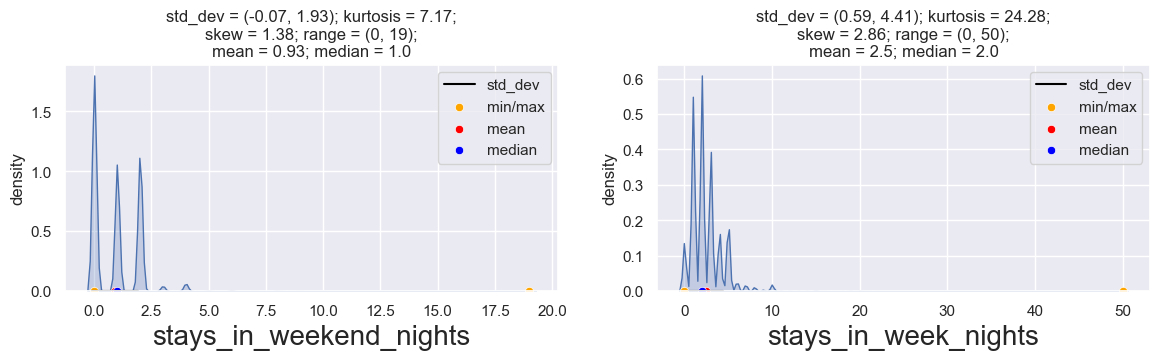 std_dev = (-0.07, 1.93); kurtosis = 7.17;
skew = 1.38; range = (0, 19);
mean = 0.93; median = 1.0
density
1.5
1.0
0.5
0.0
std_dev
min/max
mean
median
0.0 2.5 5.0 7.5 10.0 12.5 15.0 17.5 20.0
stays_in_weekend_nights
std_dev = (0.59, 4.41); kurtosis = 24.28;
skew = 2.86; range = (0, 50);
mean = 2.5; median = 2.0
density
0.6
0.5
0.4
0.3
0.2
0.1
0.0
std_dev
min/max
mean
median
0 10 20 30 40 50
stays_in_week_nights